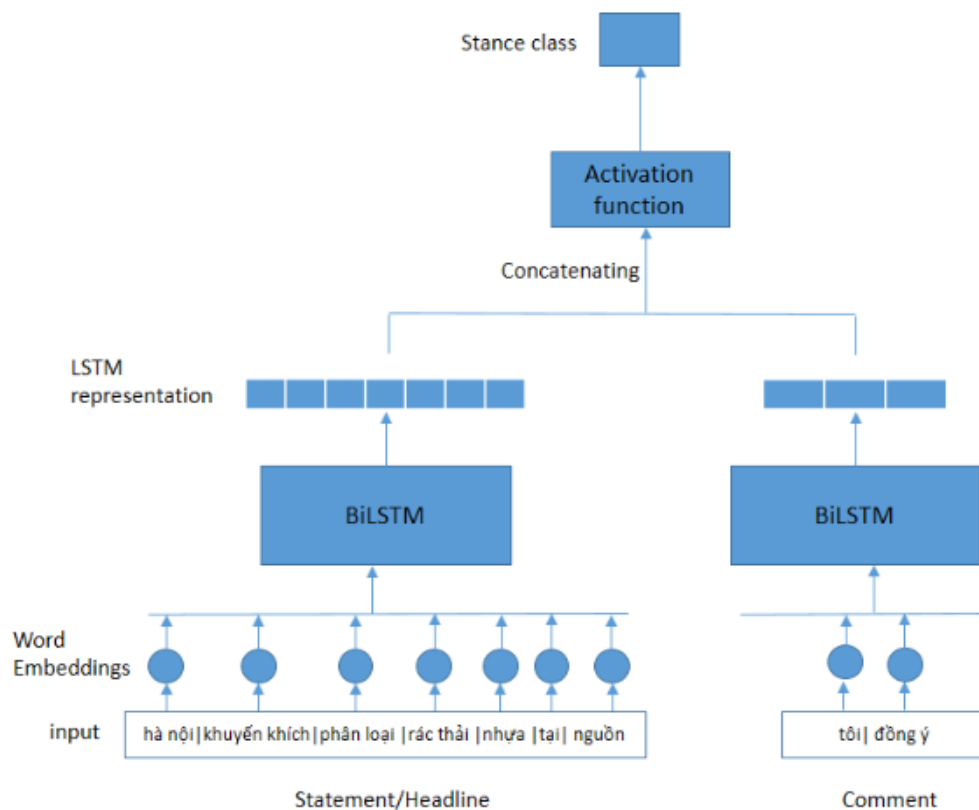 Stance class
Activation
function
Concatenating
LSTM
representation
BiLSTM
BiLSTM
Word
Embeddings
input
hà nội|khuyến khích|phân loại |rác thải |nhựa |tại| nguồn
tôi| đồng ý
Statement/Headline
Comment